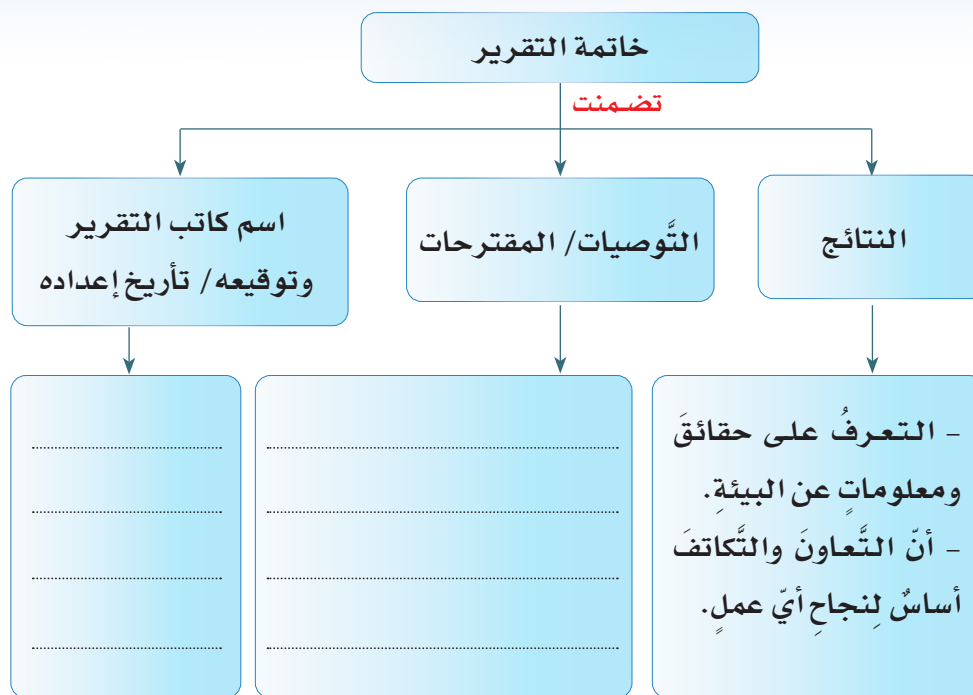 خاتمة التقرير
تضمنت
النتائج
التَّوصيات/ المقترحات
اسم كاتب التقرير
وتوقيعه/ تأريخ إعداده
– التعرفُ على حقائقَ
ومعلوماتٍ عن البيئةِ.
– أنّ التَّعاونَ والتَّكاتفَ
أساسٌ لِنجاحِ أيّ عملٍ.